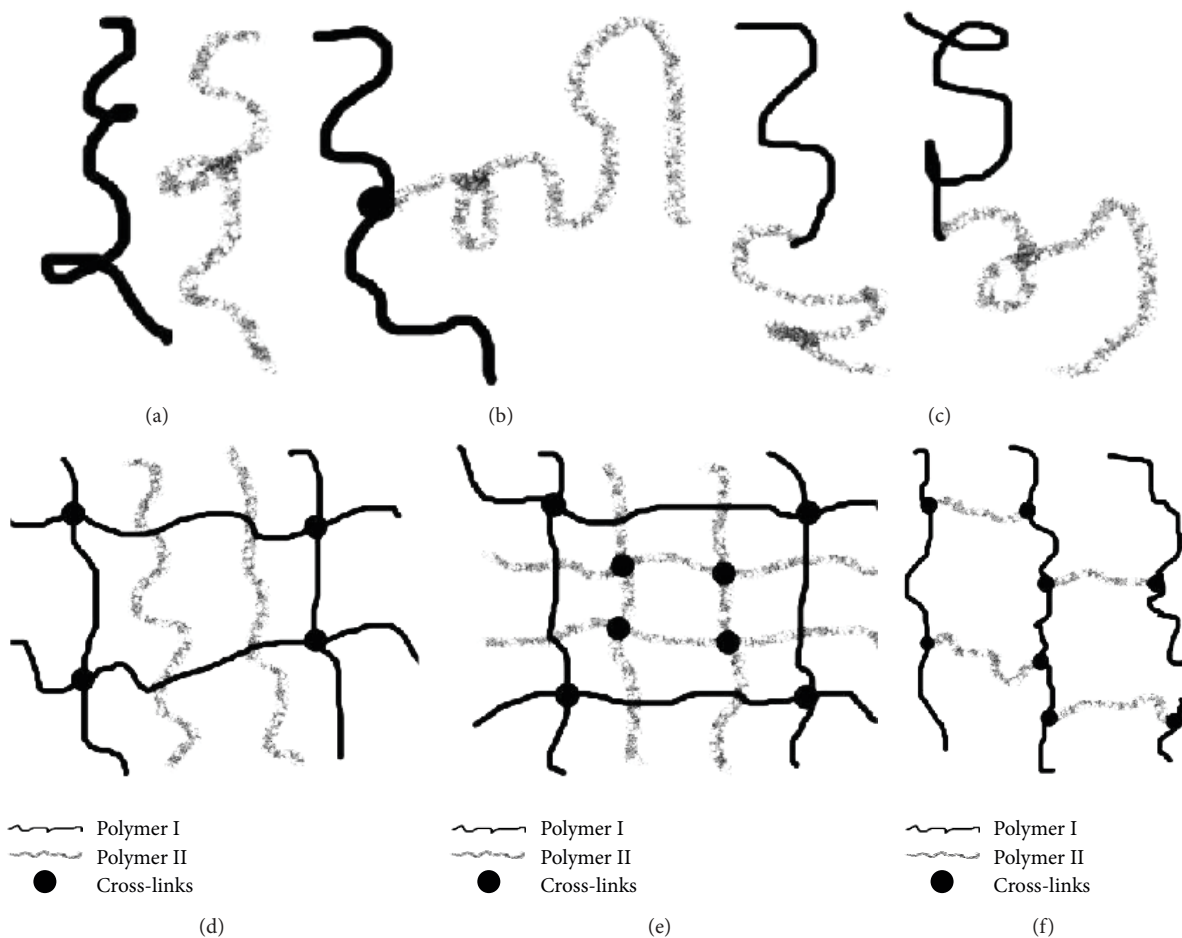 (a)
(b)
(c)
Polymer I
Polymer II
Cross-links
(d)
Polymer I
Polymer II
Cross-links
(e)
Polymer I
Polymer II
Cross-links
(f)